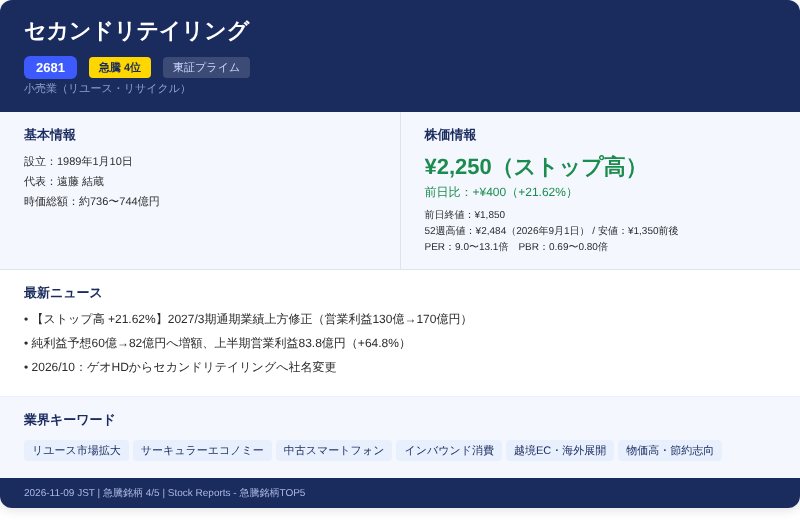 セカンドリテイリング
2681 急騰 4位 東証プライム
小売業（リユース・リサイクル）
基本情報
設立：1989年1月10日
代表：遠藤 結蔵
時価総額：約736〜744億円
株価情報
¥2,250（ストップ高）
前日比：+¥400（+21.62%）
前日終値：¥1,850
52週高値：¥2,484（2026年9月1日） / 安値：¥1,350前後
PER：9.0〜13.1倍 PBR：0.69〜0.80倍
最新ニュース
• 【ストップ高 +21.62%】2027/3期通期業績上方修正（営業利益130億→170億円）
• 純利益予想60億→82億円へ増額、上半期営業利益83.8億円（+64.8%）
• 2026/10：ゲオHDからセカンドリテイリングへ社名変更
業界キーワード
リユース市場拡大 サーキュラーエコノミー 中古スマートフォン インバウンド消費 越境EC・海外展開 物価高・節約志向
2026-11-09 JST | 急騰銘柄 4/5 | Stock Reports - 急騰銘柄TOP5